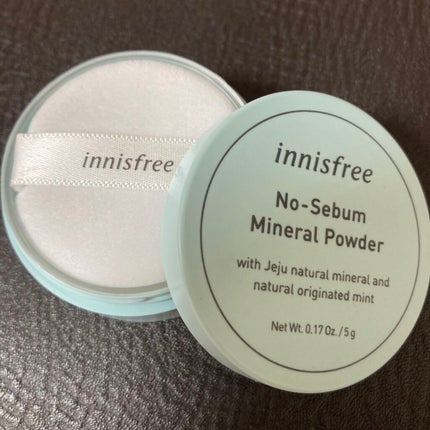 innisfree
innisfree
No-Sebum
Mineral Powder
with Jeju natural mineral and
natural originated mint
Net Wt. 0.17 Oz. / 5 g